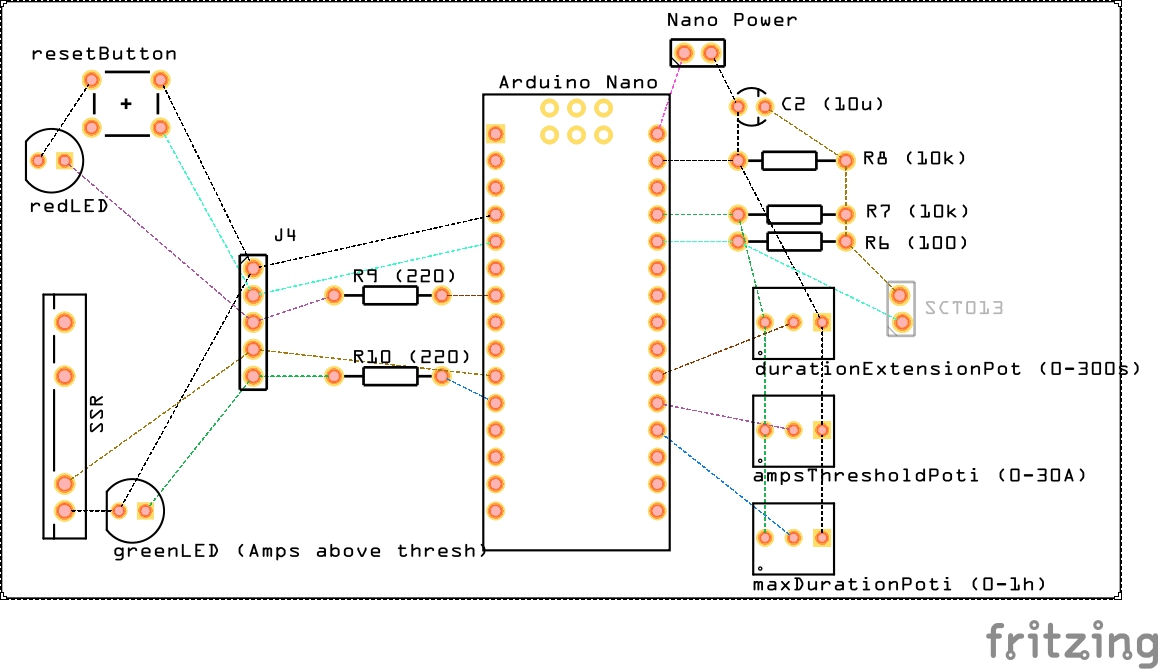 Nano Power
resetButton
Arduino Nano
C2 (10u)
R8 (10k)
redLED
R7 (10k)
J4
R6 (100)
R9 (220)
SCT013
R10 (220)
durationExtensionPot (0-300s)
SSR
ampsThresholdPoti (0-30A)
greenLED (Amps above thresh)
maxDurationPoti (0-1h)
fritzing